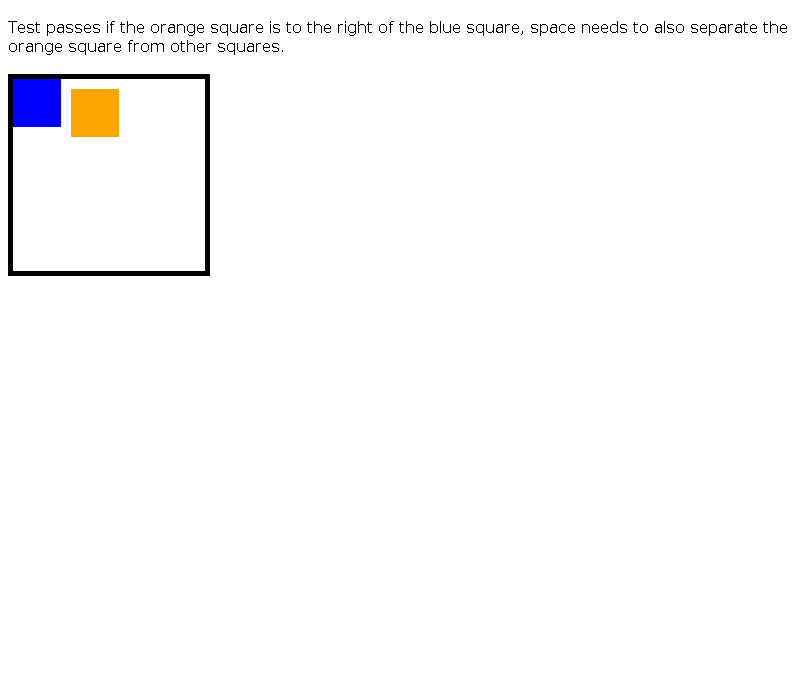 Test passes if the orange square is to the right of the blue square, space needs to also separate the
orange square from other squares.